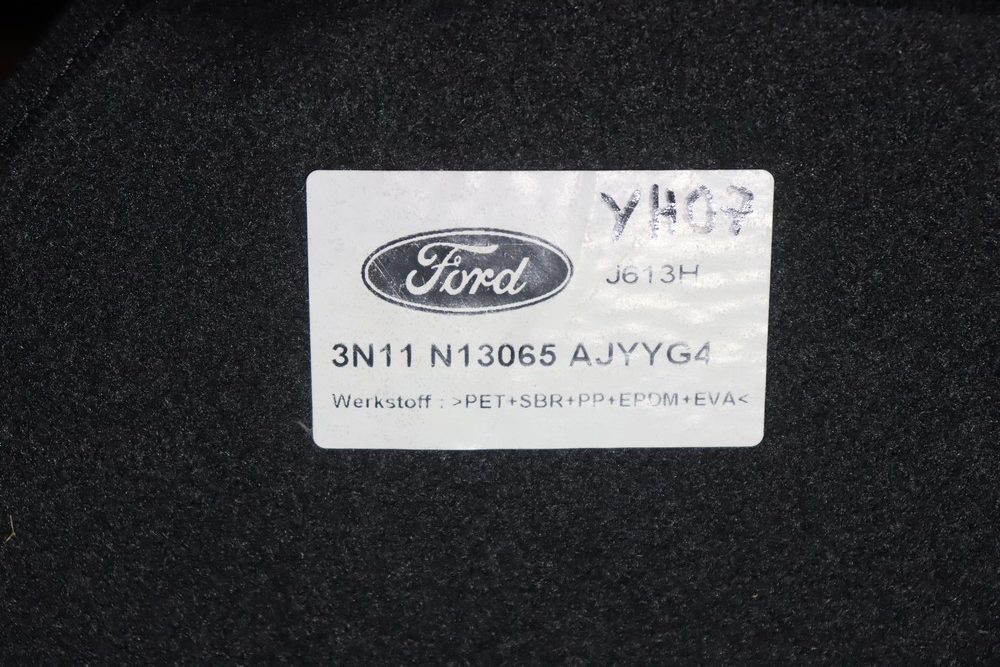 YH07
Ford
J613H
3N11 N13065 AJYYG4
Werkstoff : >PET+SBR+PP+EPDM+EVA<